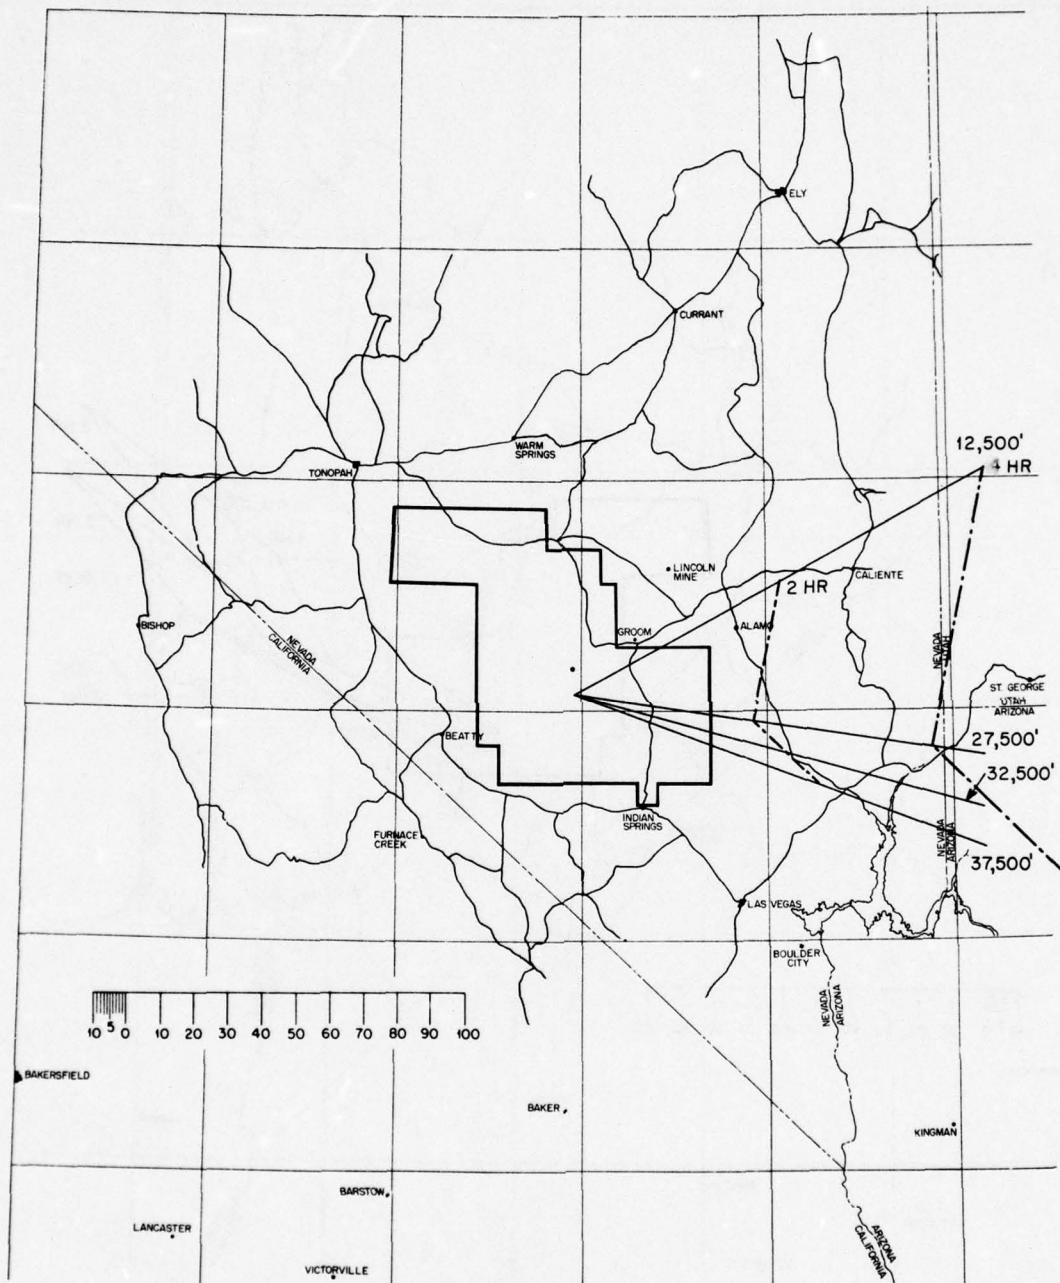 ELY
CURRANT
WARM
SPRINGS
TONOPAH
12,500'
4 HR
LINCOLN
MINE
CALIENTE
2 HR
BISHOP
NEVADA
CALIFORNIA
GROOM
ALAMO
NEVADA
UTAH
ST. GEORGE
UTAH
ARIZONA
BEATTY
27,500'
32,500'
INDIAN
SPRINGS
FURNACE
CREEK
NEVADA
ARIZONA
37,500'
LAS VEGAS
BOULDER
CITY
NEVADA
ARIZONA
10 5 0 10 20 30 40 50 60 70 80 90 100
BAKERSFIELD
BAKER
KINGMAN
BARSTOW
LANCASTER
ARIZONA
CALIFORNIA
VICTORVILLE